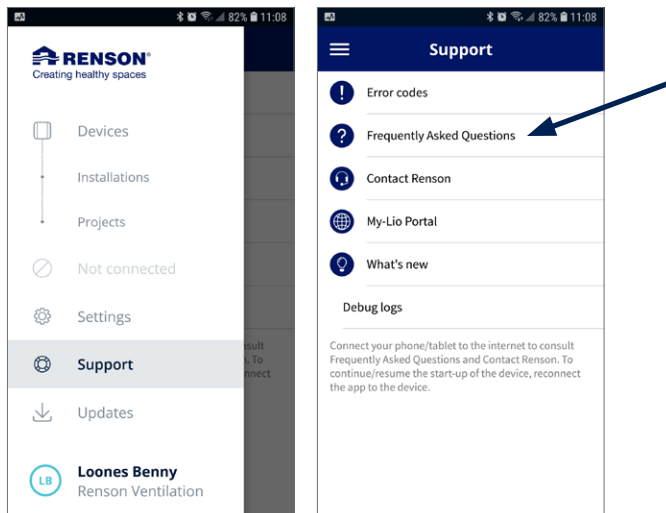 82% 11:08
RENSON®
Creating healthy spaces
Devices
Installations
Projects
Not connected
Settings
Support
Updates
LB
Loones Benny
Renson Ventilation
nsult
. To
nnect
82% 11:08
Support
Error codes
Frequently Asked Questions
Contact Renson
My-Lio Portal
What's new
Debug logs
Connect your phone/tablet to the internet to consult
Frequently Asked Questions and Contact Renson. To
continue/resume the start-up of the device, reconnect
the app to the device.